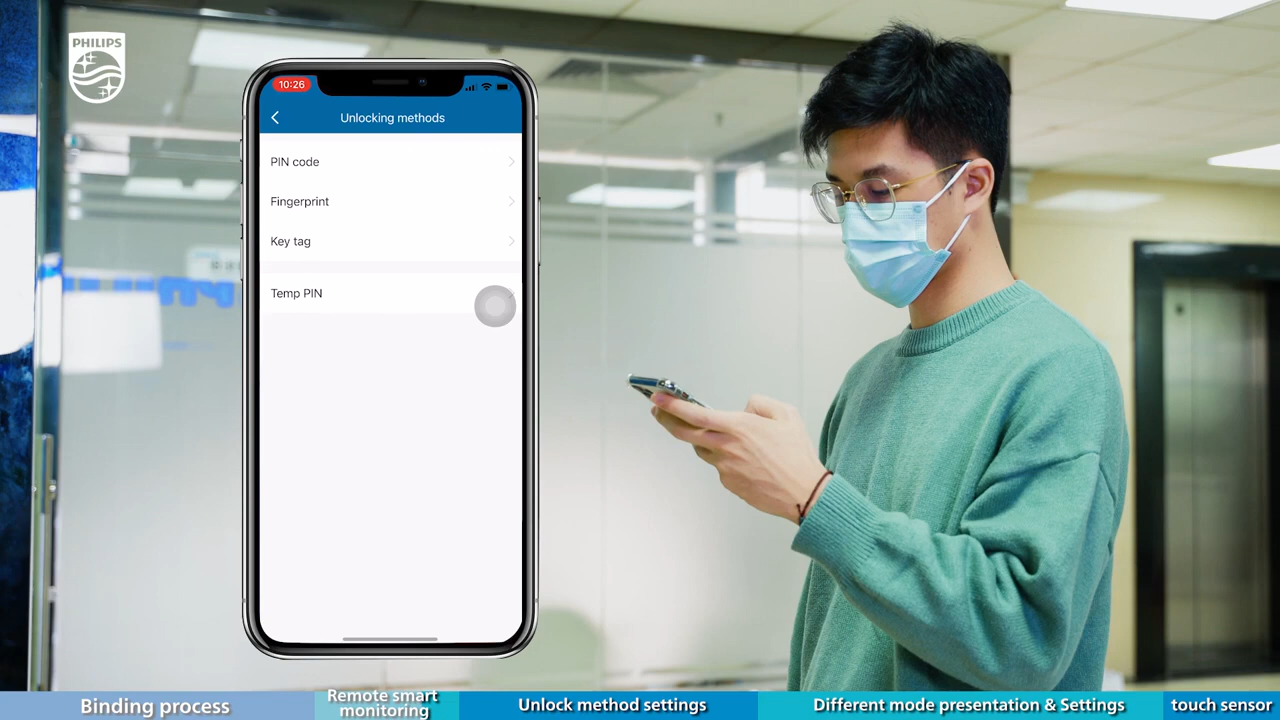 PHILIPS
10:26
Unlocking methods
PIN code
Fingerprint
Key tag
Temp PIN
Binding process
Remote smart
monitoring
Unlock method settings
Different mode presentation & Settings
touch sensor